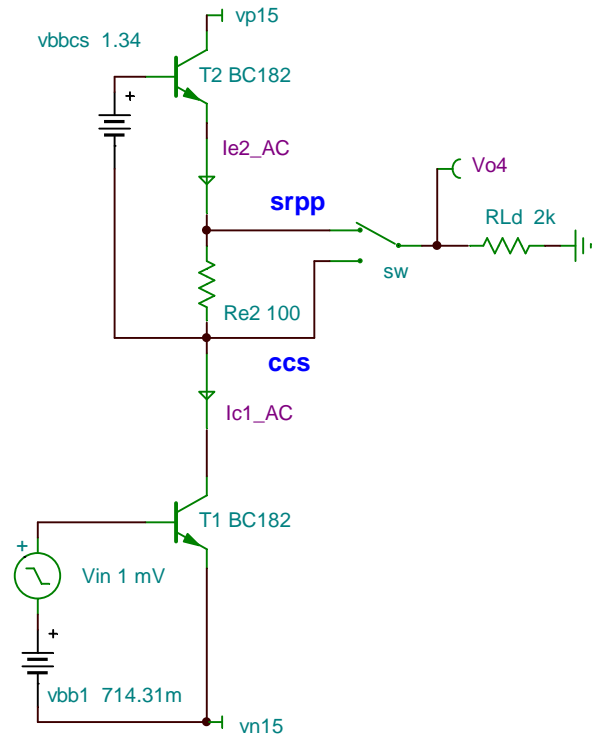 vp15
vbbcs 1.34
+
T2 BC182
Ie2_AC
Vo4
srpp
RLd 2k
sw
Re2 100
ccs
Ic1_AC
T1 BC182
+
Vin 1 mV
+
vbb1 714.31m
vn15